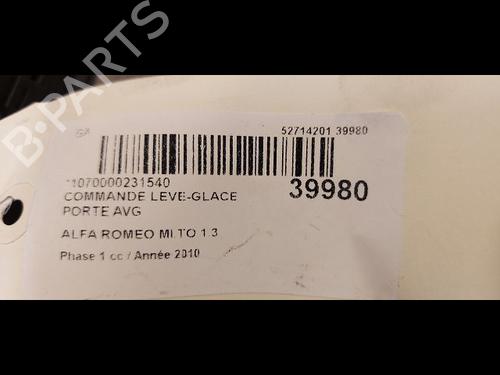 B-PARTS
52714201 39980
*1070000231540
39980
COMMANDE LEVE-GLACE
PORTE AVG
ALFA ROMEO MI.TO 1.3
Phase 1 cc / Année 2010